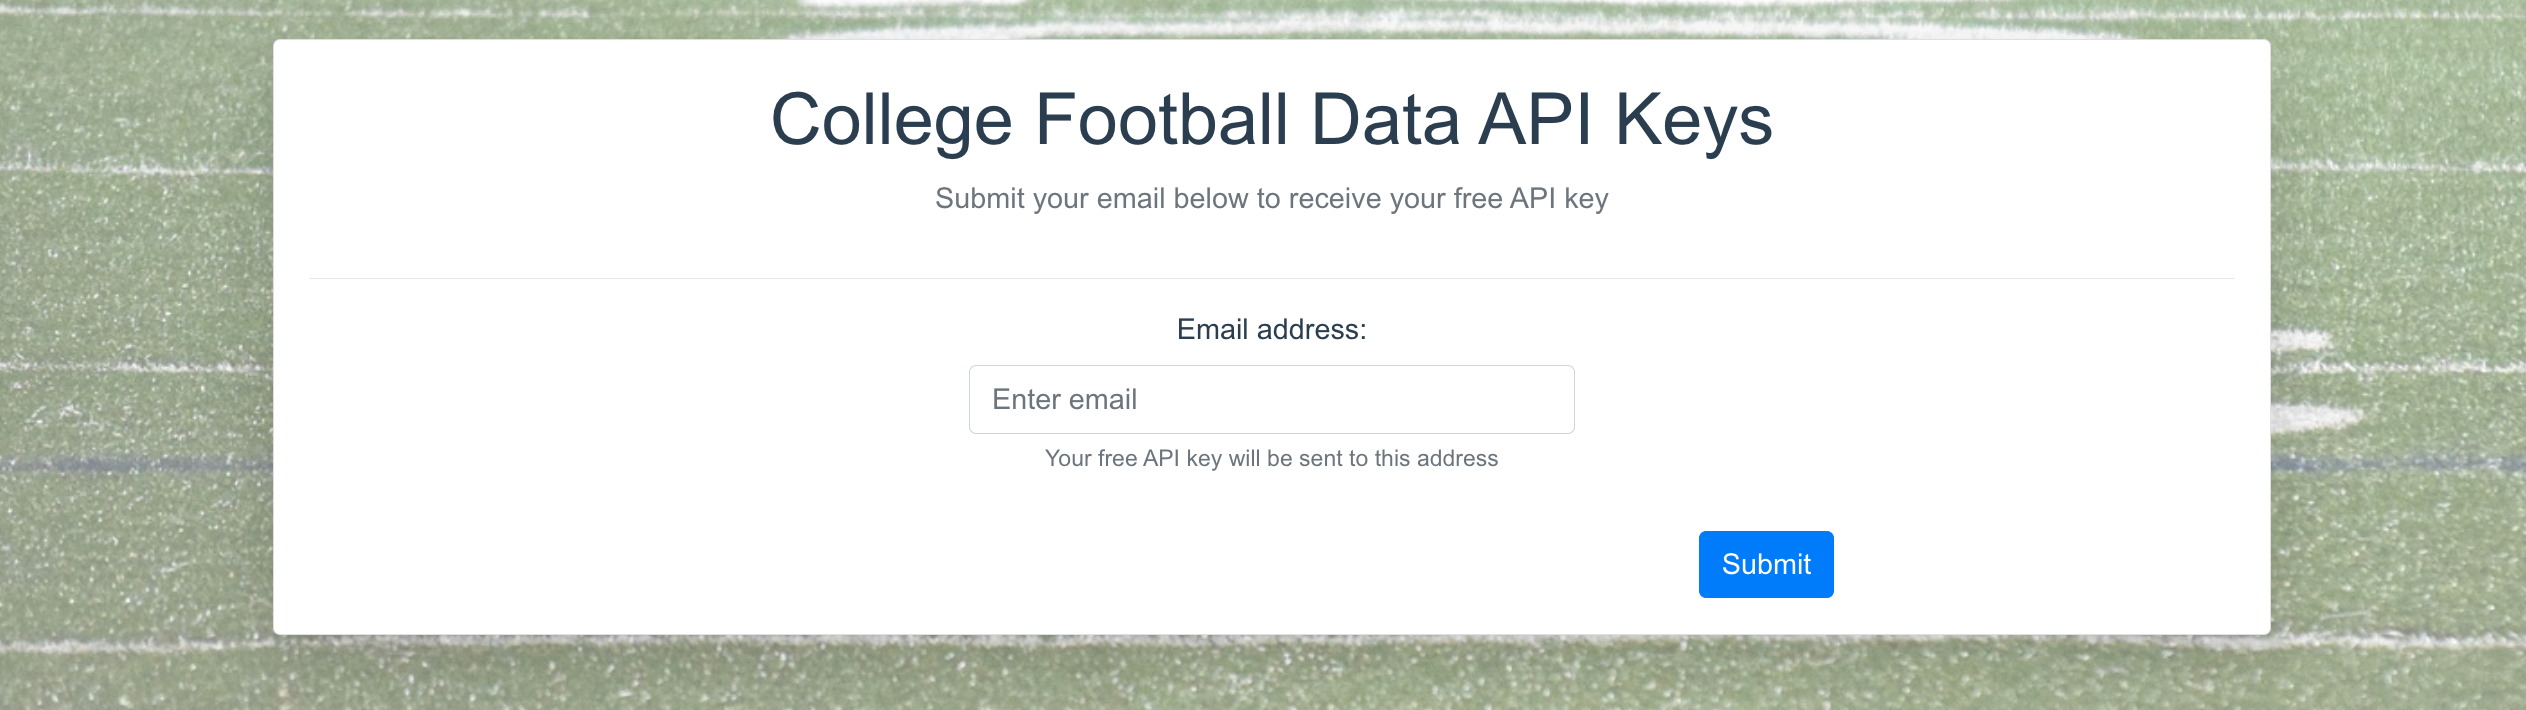 College Football Data API Keys
Submit your email below to receive your free API key
Email address:
Enter email
Your free API key will be sent to this address
Submit